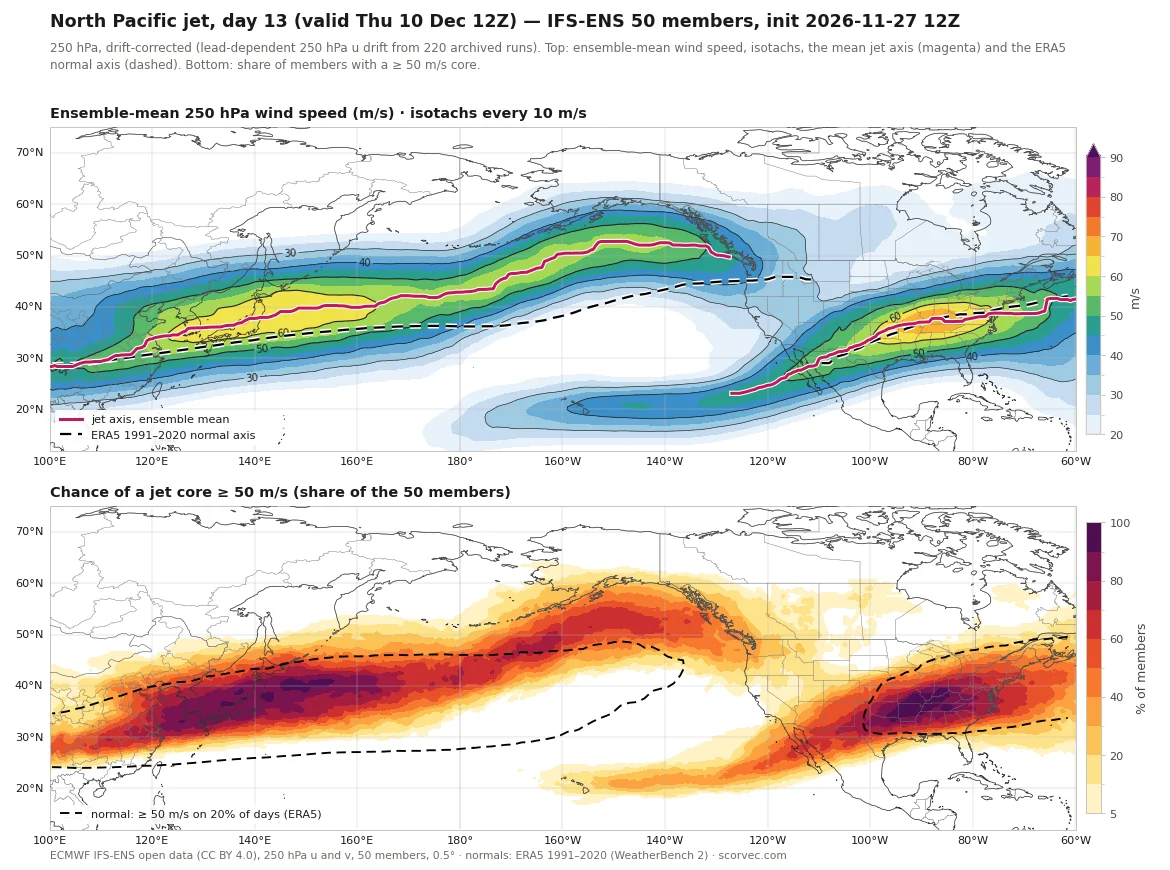 North Pacific jet, day 13 (valid Thu 10 Dec 12Z) — IFS-ENS 50 members, init 2026-11-27 12Z
250 hPa, drift-corrected (lead-dependent 250 hPa u drift from 220 archived runs). Top: ensemble-mean wind speed, isotachs, the mean jet axis (magenta) and the ERA5
normal axis (dashed). Bottom: share of members with a ≥ 50 m/s core.
Ensemble-mean 250 hPa wind speed (m/s) · isotachs every 10 m/s
70°N
60°N
50°N
40°N
30°N
20°N
30
40
60
50
30
60
50
40
jet axis, ensemble mean
ERA5 1991–2020 normal axis
100°E 120°E 140°E 160°E 180° 160°W 140°W 120°W 100°W 80°W 60°W
90
80
70
60
50
40
30
20
m/s
Chance of a jet core ≥ 50 m/s (share of the 50 members)
70°N
60°N
50°N
40°N
30°N
20°N
normal: ≥ 50 m/s on 20% of days (ERA5)
100°E 120°E 140°E 160°E 180° 160°W 140°W 120°W 100°W 80°W 60°W
100
80
60
40
20
5
% of members
ECMWF IFS-ENS open data (CC BY 4.0), 250 hPa u and v, 50 members, 0.5° · normals: ERA5 1991–2020 (WeatherBench 2) · scorvec.com